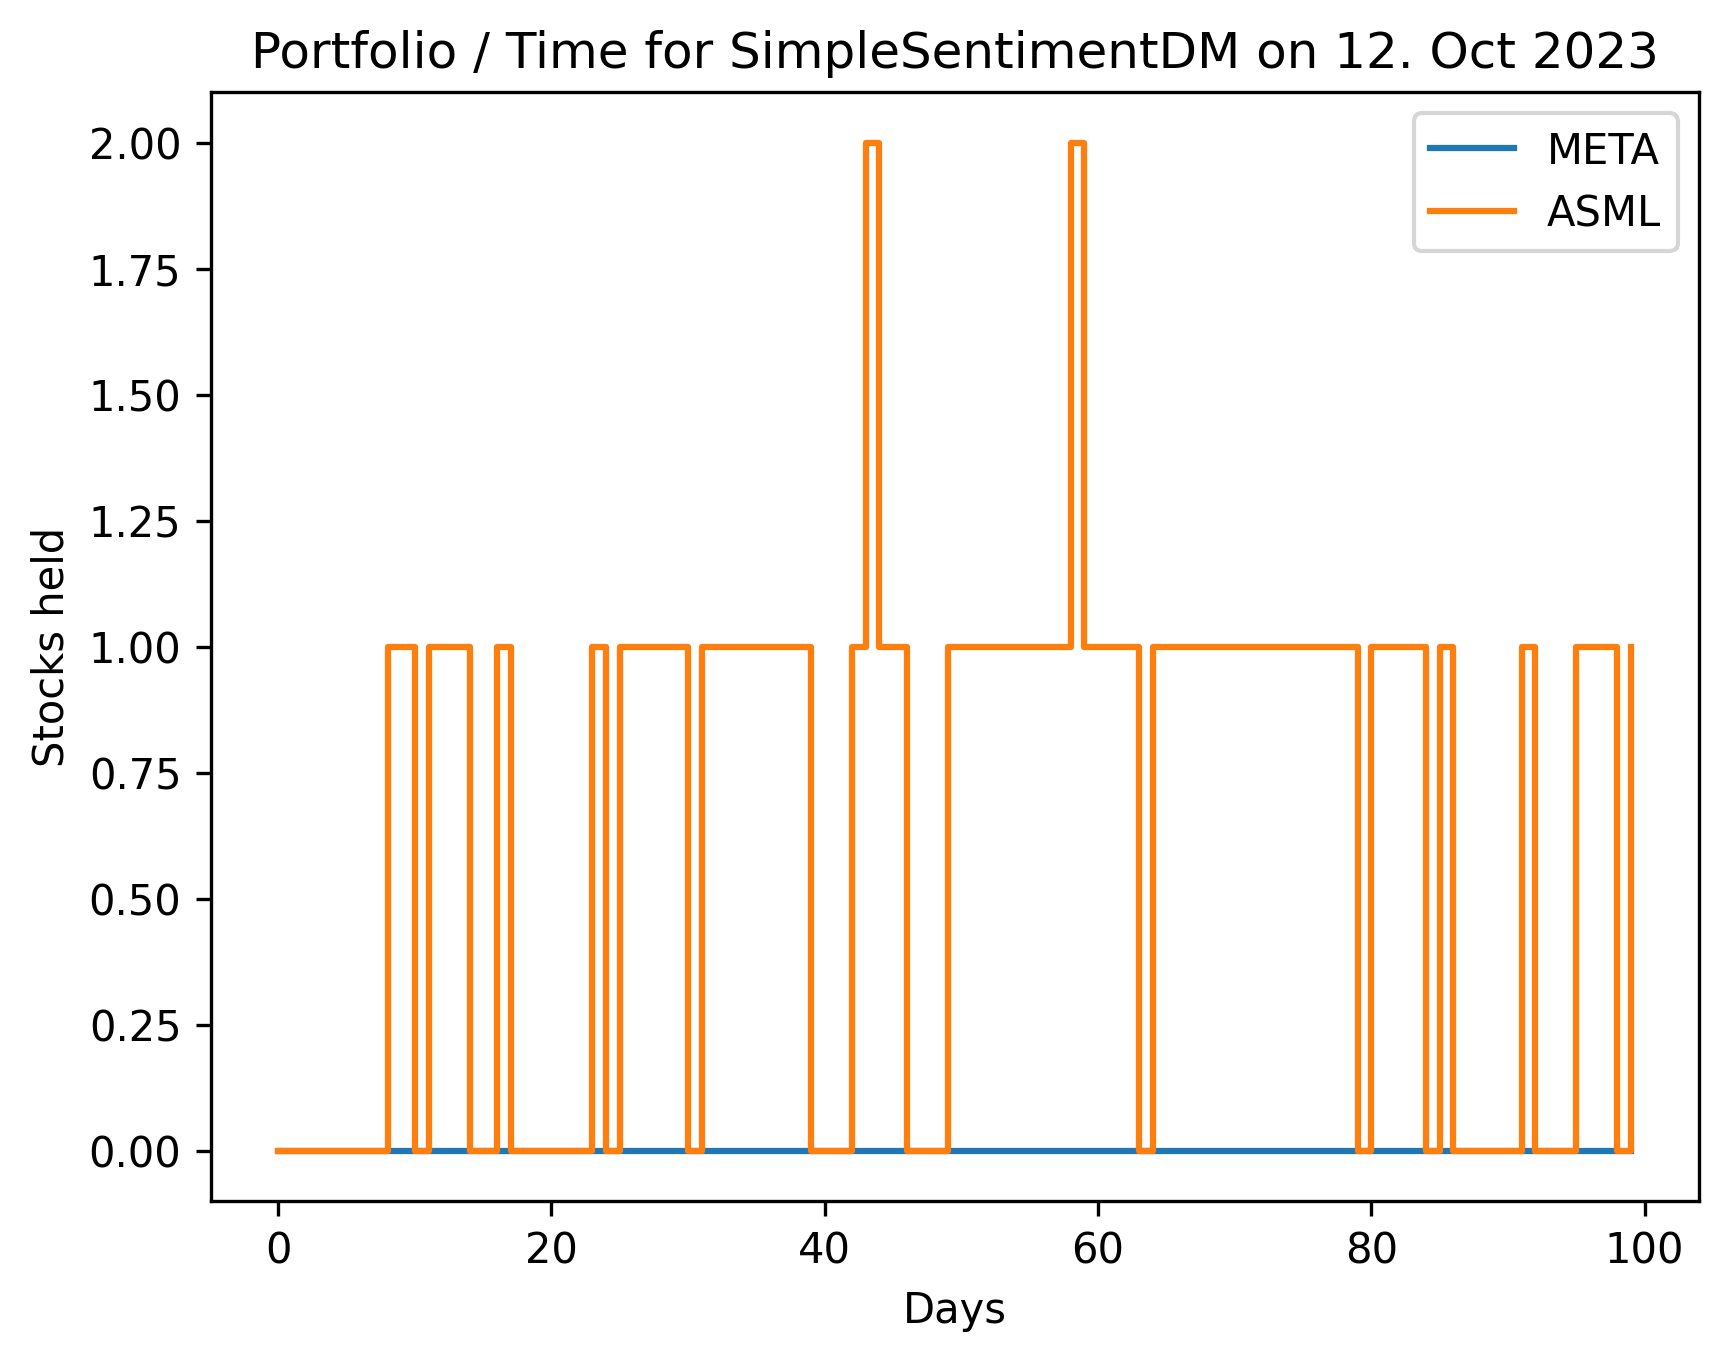 Portfolio / Time for SimpleSentimentDM on 12. Oct 2023
META
ASML
2.00
1.75
1.50
1.25
1.00
0.75
0.50
0.25
0.00
Stocks held
0 20 40 60 80 100
Days